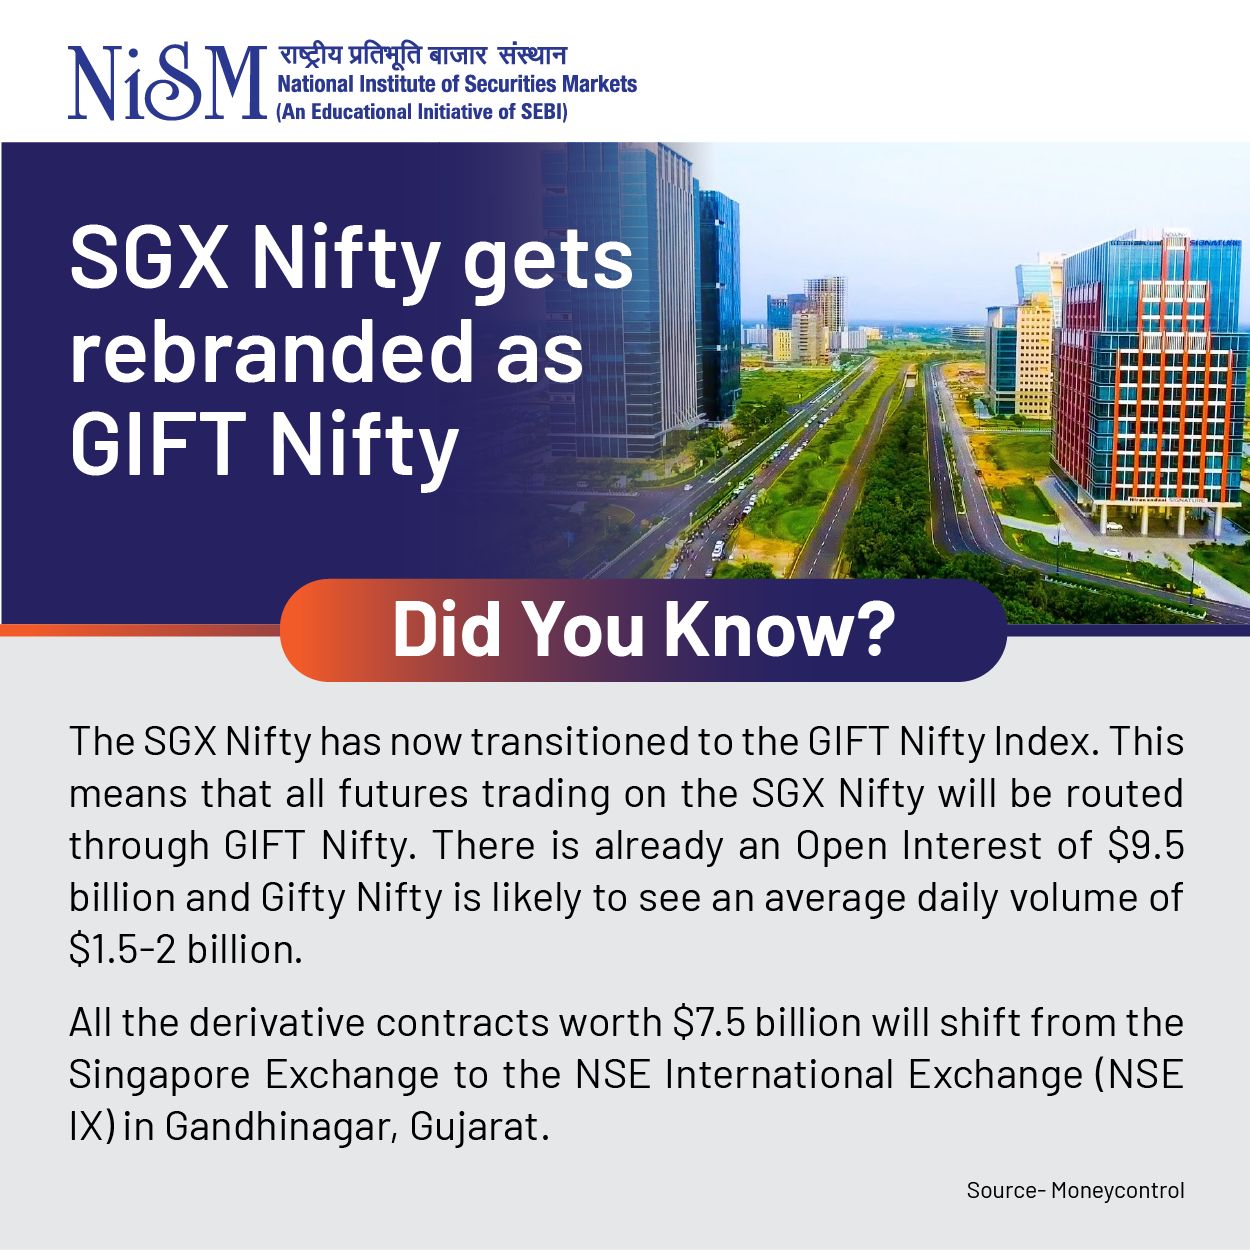 NiSM
राष्ट्रीय प्रतिभूति बाजार संस्थान
National Institute of Securities Markets
(An Educational Initiative of SEBI)
SGX Nifty gets
rebranded as
GIFT Nifty
SIGNATURE
Hiranandani SIGNATURE
Did You Know?
The SGX Nifty has now transitioned to the GIFT Nifty Index. This
means that all futures trading on the SGX Nifty will be routed
through GIFT Nifty. There is already an Open Interest of $9.5
billion and Gifty Nifty is likely to see an average daily volume of
$1.5-2 billion.
All the derivative contracts worth $7.5 billion will shift from the
Singapore Exchange to the NSE International Exchange (NSE
IX) in Gandhinagar, Gujarat.
Source- Moneycontrol